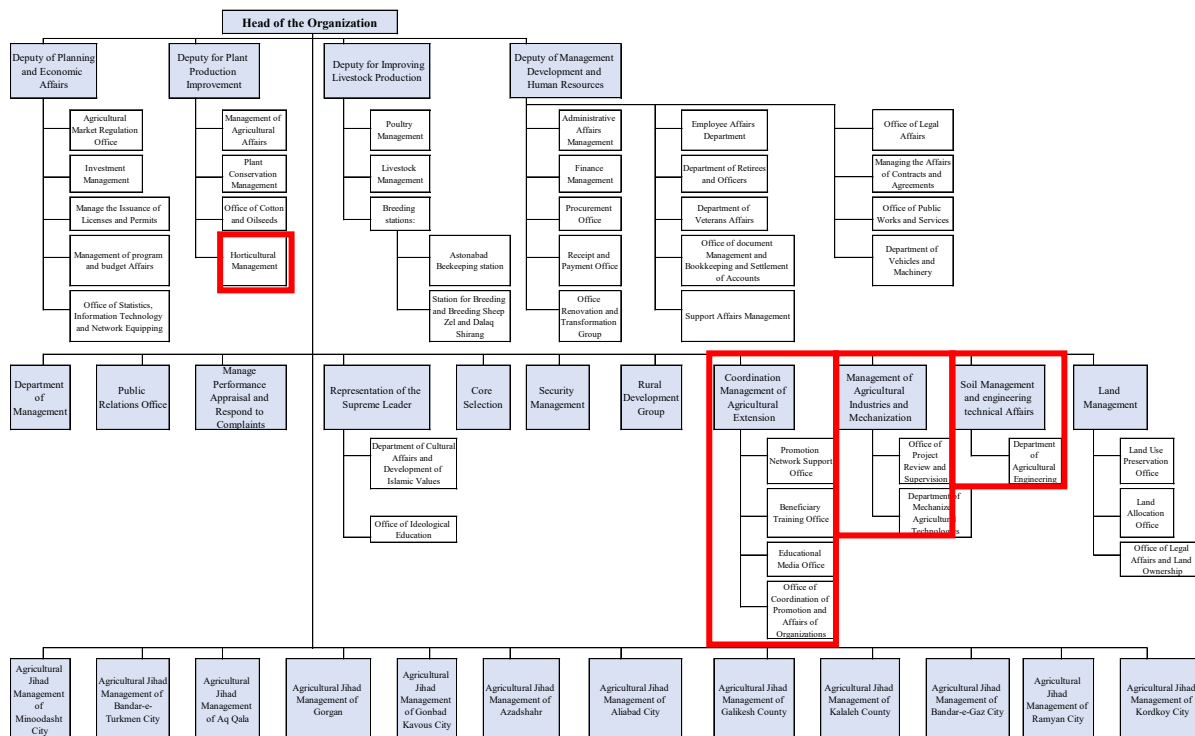 Head of the Organization
Deputy of Planning
and Economic
Affairs
Deputy for Plant
Production
Improvement
Deputy for Improving
Livestock Production
Deputy of Management
Development and
Human Resources
Agricultural
Market Regulation
Office
Investment
Management
Manage the Issuance of
Licenses and Permits
Management of program
and budget Affairs
Office of Statistics,
Information Technology
and Network Equipping
Management of
Agricultural
Affairs
Plant
Conservation
Management
Office of Cotton
and Oilseeds
Horticultural
Management
Poultry
Management
Livestock
Management
Breeding
stations:
Astonabad
Beekeeping station
Station for Breeding
and Breeding Sheep
Zel and Dalaq
Shirang
Administrative
Affairs
Management
Finance
Management
Procurement
Office
Receipt and
Payment Office
Office
Renovation and
Transformation
Group
Employee Affairs
Department
Department of Retirees
and Officers
Department of
Veterans Affairs
Office of document
Management and
Bookkeeping and Settlement
of Accounts
Support Affairs Management
Office of Legal
Affairs
Managing the Affairs
of Contracts and
Agreements
Office of Public
Works and Services
Department of
Vehicles and
Machinery
Department
of
Management
Public
Relations Office
Manage
Performance
Appraisal and
Respond to
Complaints
Representation of the
Supreme Leader
Core
Selection
Security
Management
Rural
Development
Group
Coordination
Management of
Agricultural
Extension
Management of
Agricultural
Industries and
Mechanization
Soil Management
and engineering
technical Affairs
Land
Management
Department of Cultural
Affairs and
Development of
Islamic Values
Office of Ideological
Education
Promotion
Network Support
Office
Beneficiary
Training Office
Educational
Media Office
Office of
Coordination of
Promotion and
Affairs of
Organizations
Office of
Project
Review and
Supervision
Department of
Mechanized
Agricultural
Technologies
Department
of
Agricultural
Engineering
Land Use
Preservation
Office
Land
Allocation
Office
Office of Legal
Affairs and Land
Ownership
Agricultural
Jihad
Management
of
Minoodasht
City
Agricultural Jihad
Management of
Bandar-e-
Turkmen City
Agricultural
Jihad
Management
of Aq Qala
Agricultural Jihad
Management of
Gorgan
Agricultural
Jihad
Management
of Gonbad
Kavous City
Agricultural Jihad
Management of
Azadshahr
Agricultural Jihad
Management of
Aliabad City
Agricultural Jihad
Management of
Galikesh County
Agricultural Jihad
Management of
Kalaleh County
Agricultural Jihad
Management of
Bandar-e-Gaz City
Agricultural
Jihad
Management of
Ramyan City
Agricultural Jihad
Management of
Kordkoy City